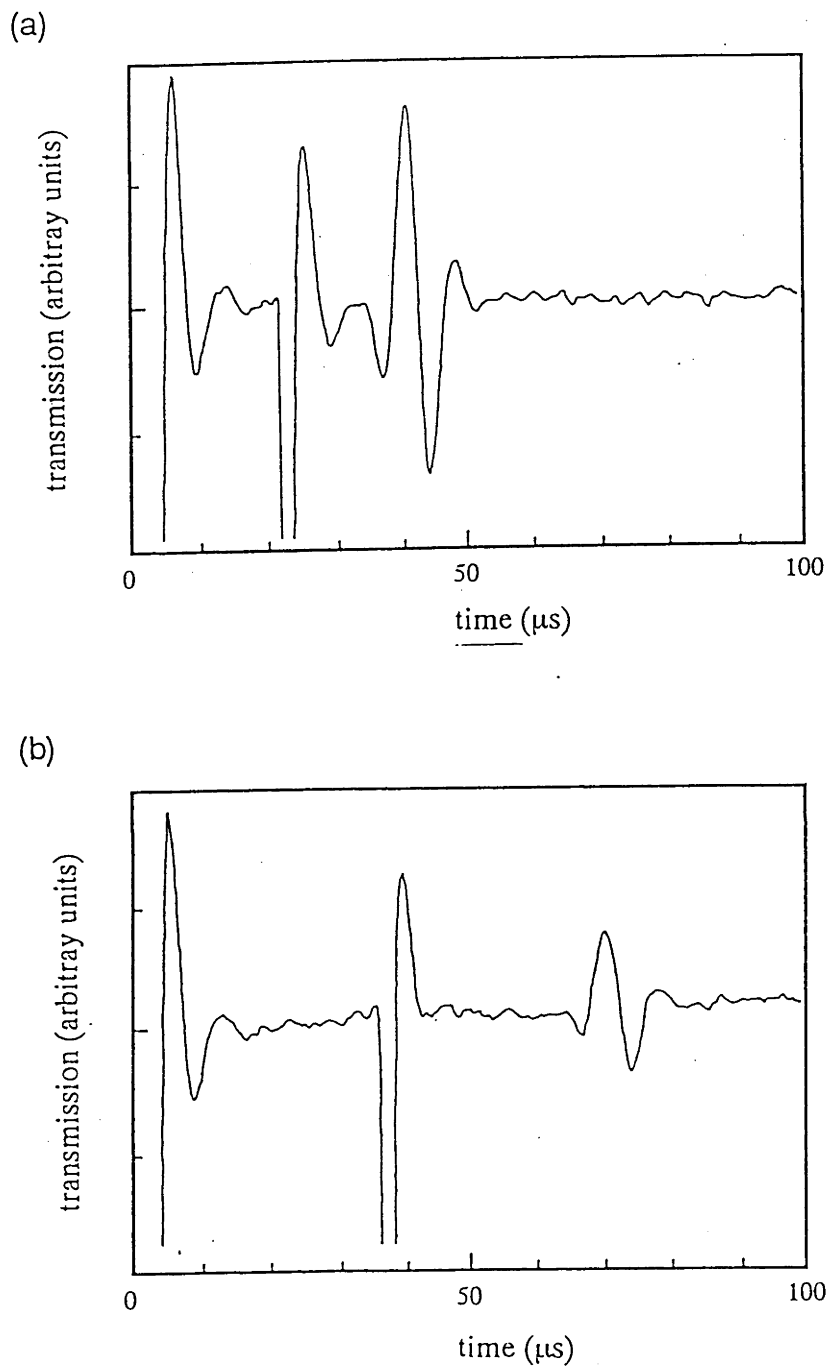 (a)
transmission (arbitray units)
0
50
100
time (μs)
(b)
transmission (arbitray units)
0
50
100
time (μs)